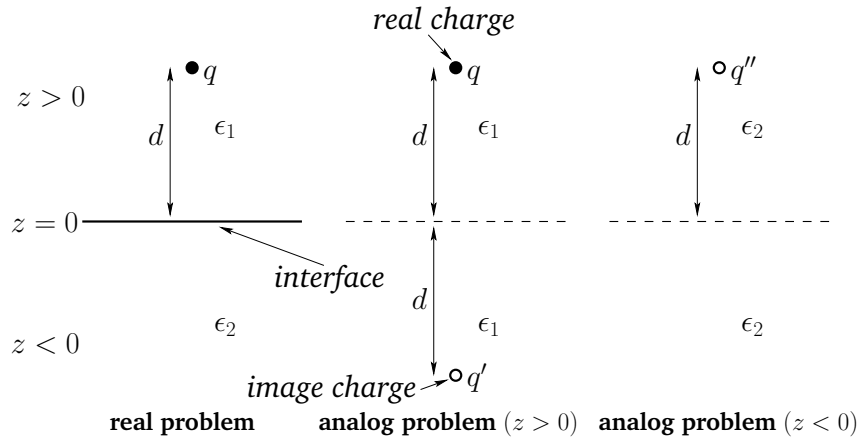 real charge
q
q
q′′
z > 0
d
ϵ₁
d
ϵ₁
d
ϵ₂
z = 0
interface
z < 0
ϵ₂
d
ϵ₁
image charge
q′
real problem
analog problem (z > 0)
analog problem (z < 0)